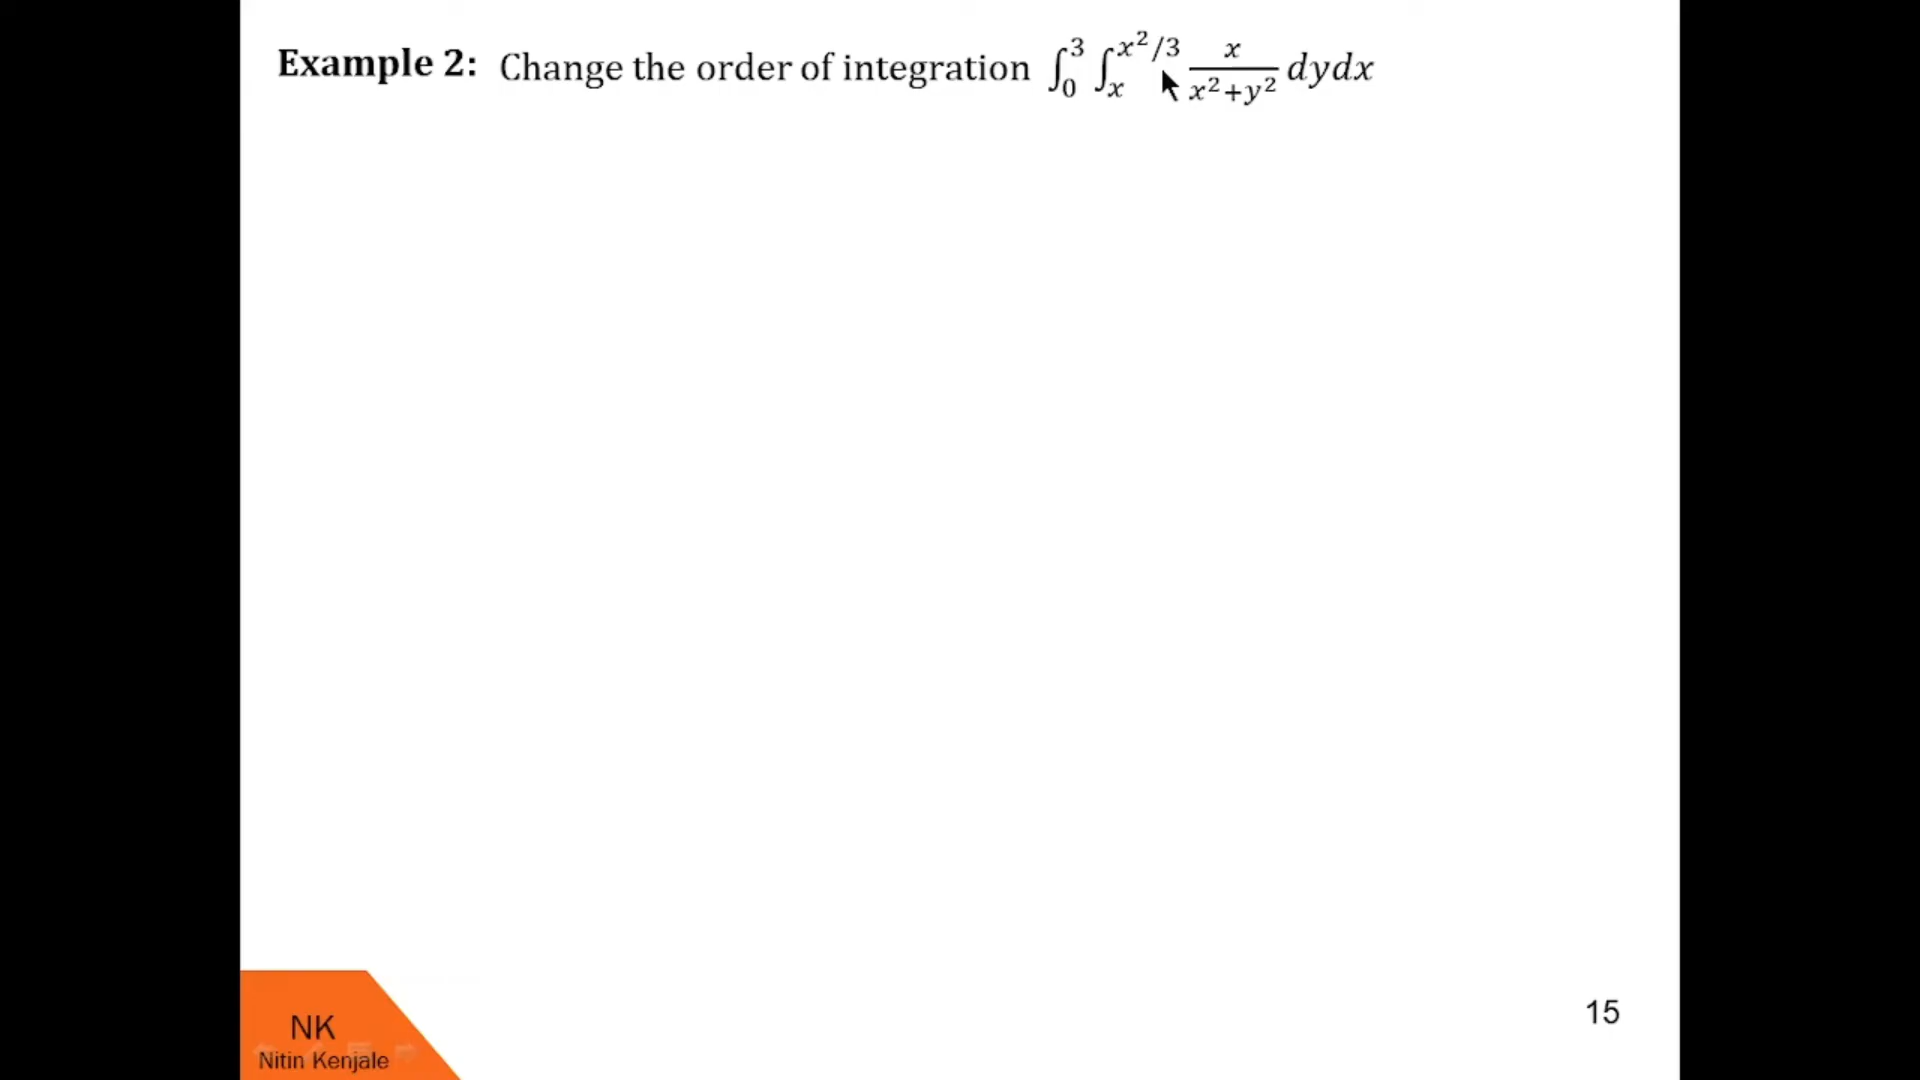 Example 2: Change the order of integration ∫₀³ ∫ₓ^(x²/3) x/(x²+y²) dydx
NK
Nitin Kenjale
15